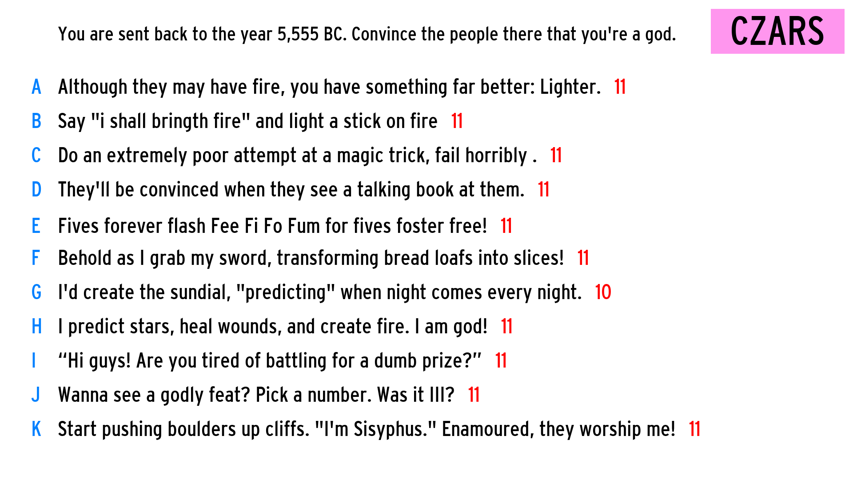 You are sent back to the year 5,555 BC. Convince the people there that you're a god.
CZARS
A Although they may have fire, you have something far better: Lighter. 11
B Say "i shall bringth fire" and light a stick on fire 11
C Do an extremely poor attempt at a magic trick, fail horribly . 11
D They'll be convinced when they see a talking book at them. 11
E Fives forever flash Fee Fi Fo Fum for fives foster free! 11
F Behold as I grab my sword, transforming bread loafs into slices! 11
G I'd create the sundial, "predicting" when night comes every night. 10
H I predict stars, heal wounds, and create fire. I am god! 11
I “Hi guys! Are you tired of battling for a dumb prize?” 11
J Wanna see a godly feat? Pick a number. Was it III? 11
K Start pushing boulders up cliffs. "I'm Sisyphus." Enamoured, they worship me! 11